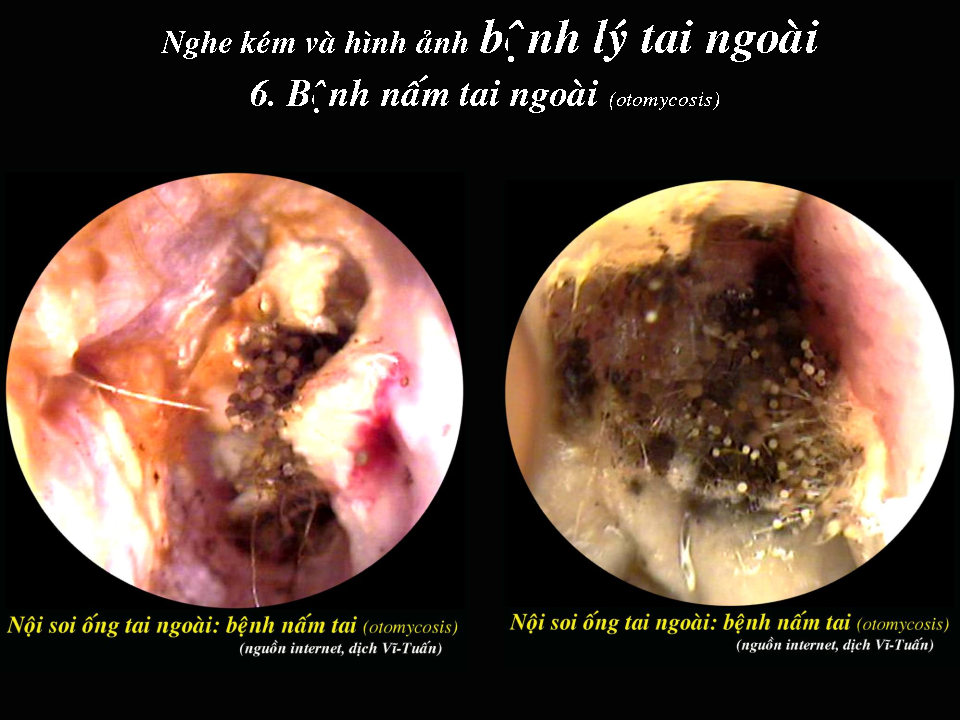 Nghe kém và hình ảnh bệnh lý tai ngoài
6. Bệnh nấm tai ngoài (otomycosis)
Nội soi ống tai ngoài: bệnh nấm tai (otomycosis)
(nguồn internet, dịch Vĩ-Tuấn)
Nội soi ống tai ngoài: bệnh nấm tai (otomycosis)
(nguồn internet, dịch Vĩ-Tuấn)